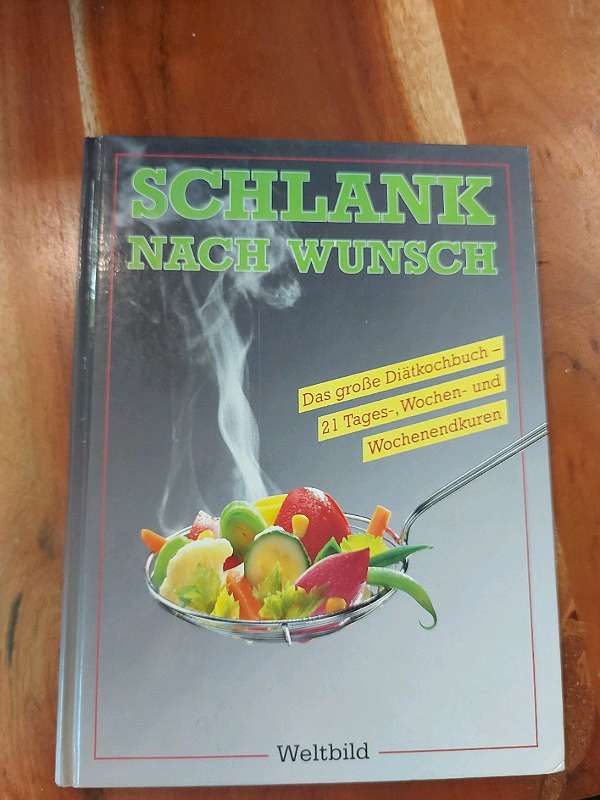 SCHLANK
NACH WUNSCH
Das große Diätkochbuch –
21 Tages-, Wochen- und
Wochenendkuren
Weltbild